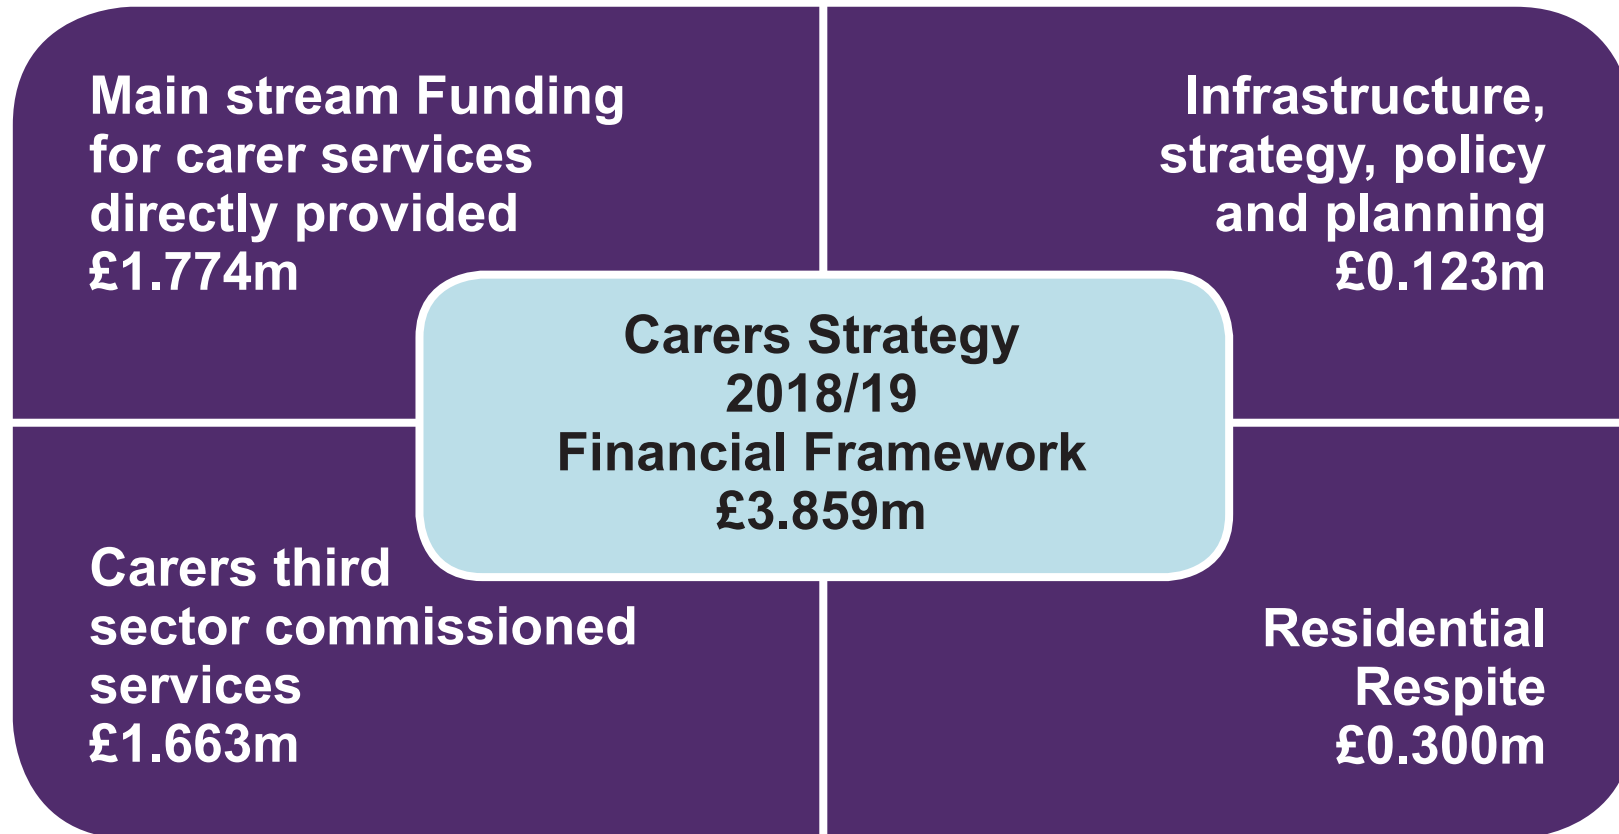 Main stream Funding
for carer services
directly provided
£1.774m
Infrastructure,
strategy, policy
and planning
£0.123m
Carers Strategy
2018/19
Financial Framework
£3.859m
Carers third
sector commissioned
services
£1.663m
Residential
Respite
£0.300m